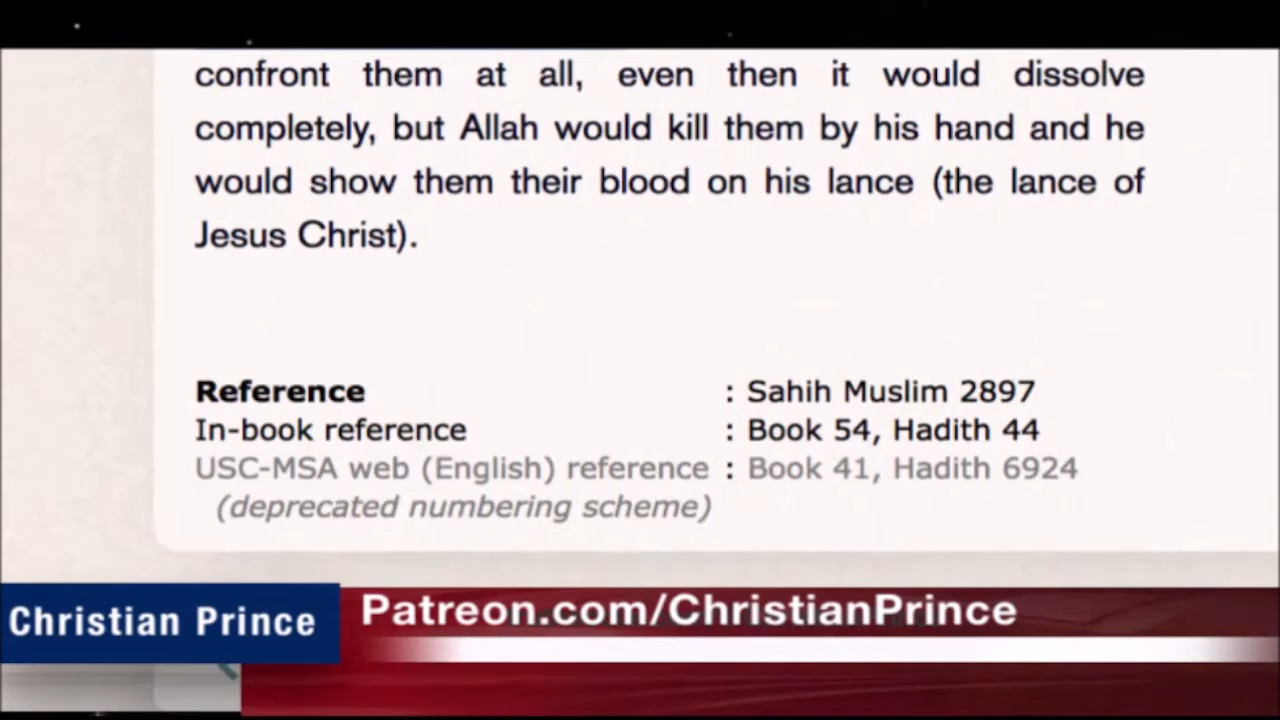 confront them at all, even then it would dissolve
completely, but Allah would kill them by his hand and he
would show them their blood on his lance (the lance of
Jesus Christ).
Reference : Sahih Muslim 2897
In-book reference : Book 54, Hadith 44
USC-MSA web (English) reference : Book 41, Hadith 6924
(deprecated numbering scheme)
Christian Prince
Patreon.com/ChristianPrince